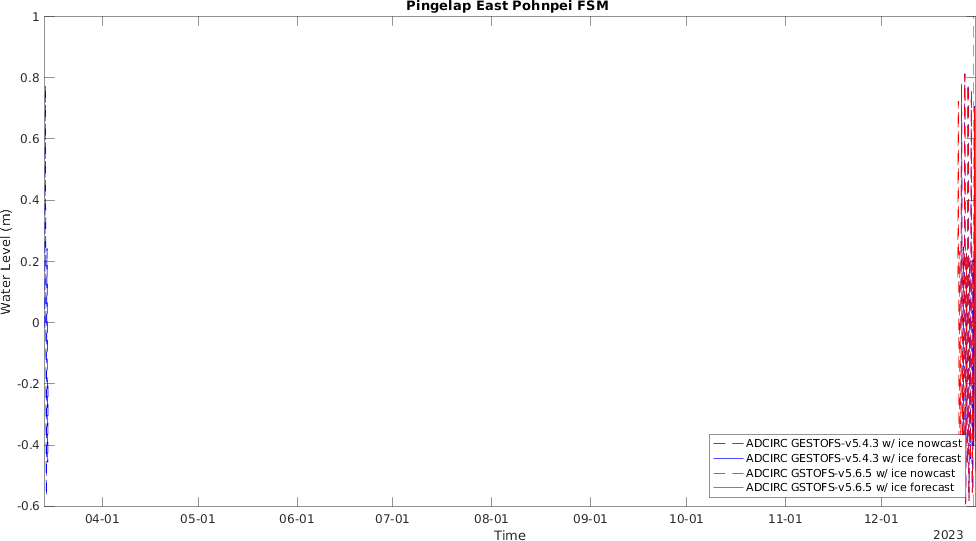 Pingelap East Pohnpei FSM
Water Level (m)
1
0.8
0.6
0.4
0.2
0
-0.2
-0.4
-0.6
ADCIRC GESTOFS-v5.4.3 w/ ice nowcast
ADCIRC GESTOFS-v5.4.3 w/ ice forecast
ADCIRC GSTOFS-v5.6.5 w/ ice nowcast
ADCIRC GSTOFS-v5.6.5 w/ ice forecast
04-01 05-01 06-01 07-01 08-01 09-01 10-01 11-01 12-01
Time
2023